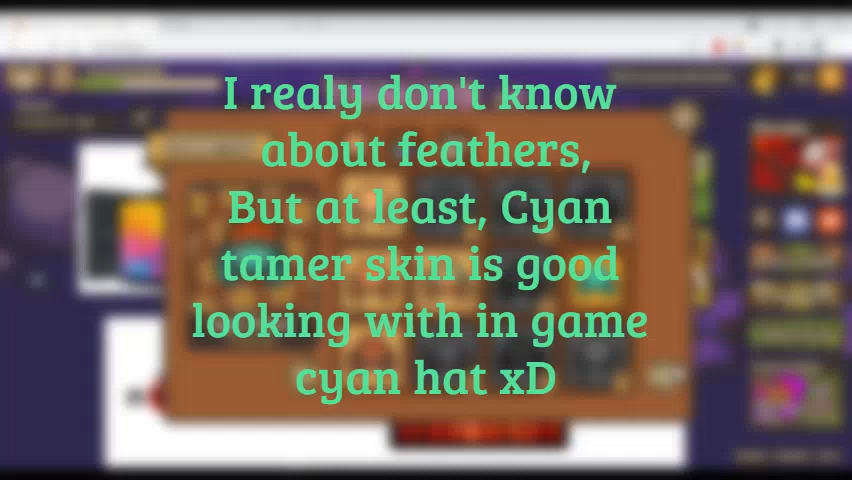 I realy don't know
about feathers,
But at least, Cyan
tamer skin is good
looking with in game
cyan hat xD